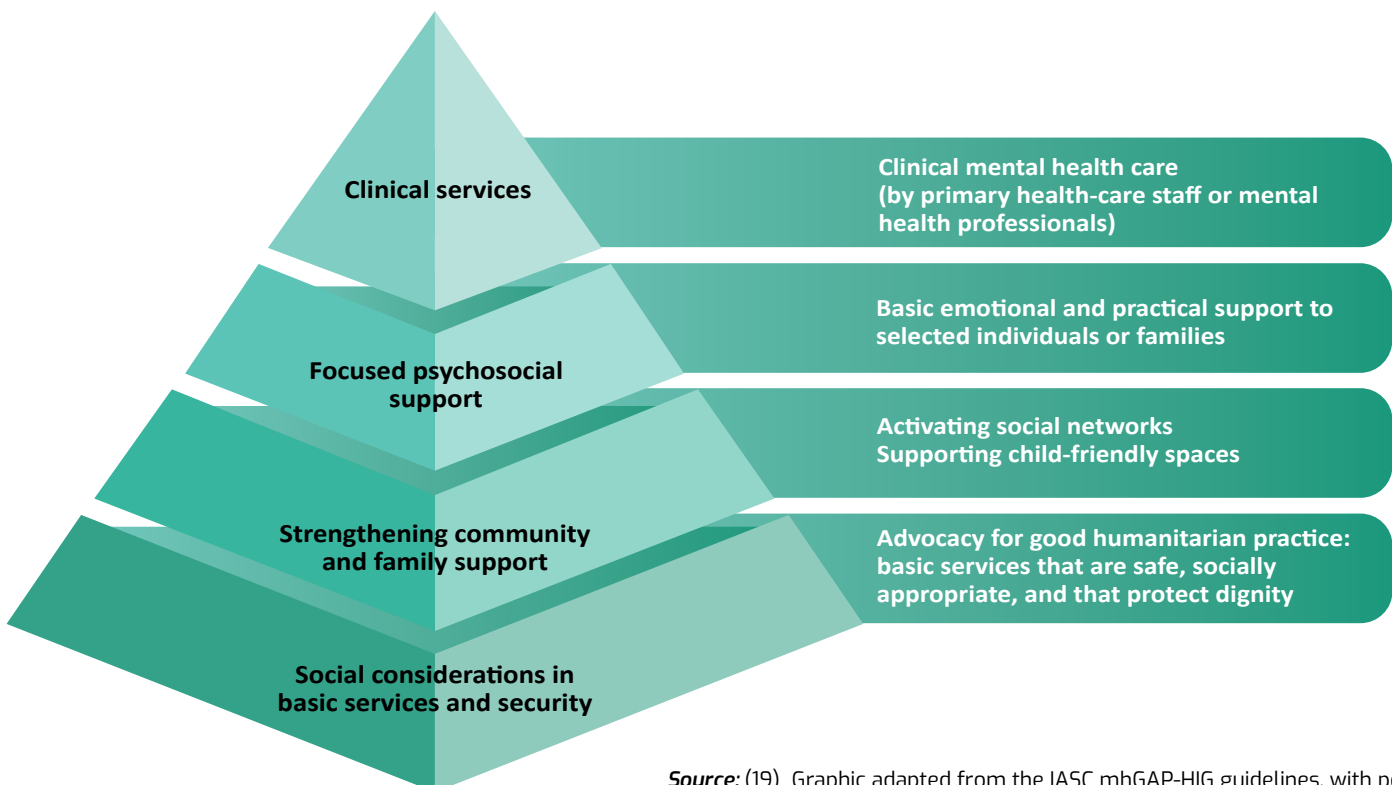 Clinical services
Clinical mental health care
(by primary health-care staff or mental
health professionals)
Focused psychosocial
support
Basic emotional and practical support to
selected individuals or families
Strengthening community
and family support
Activating social networks
Supporting child-friendly spaces
Social considerations in
basic services and security
Advocacy for good humanitarian practice:
basic services that are safe, socially
appropriate, and that protect dignity
Source: (19). Graphic adapted from the IASC mhGAP-HIG guidelines, with